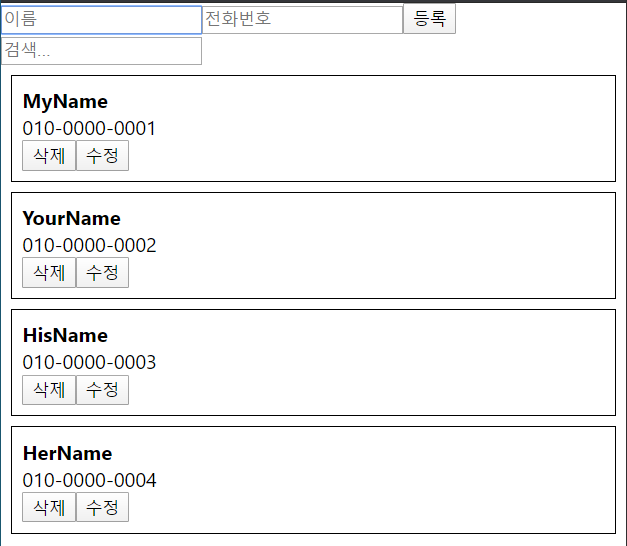 이름 전화번호 등록
검색...
MyName
010-0000-0001
삭제 수정
YourName
010-0000-0002
삭제 수정
HisName
010-0000-0003
삭제 수정
HerName
010-0000-0004
삭제 수정